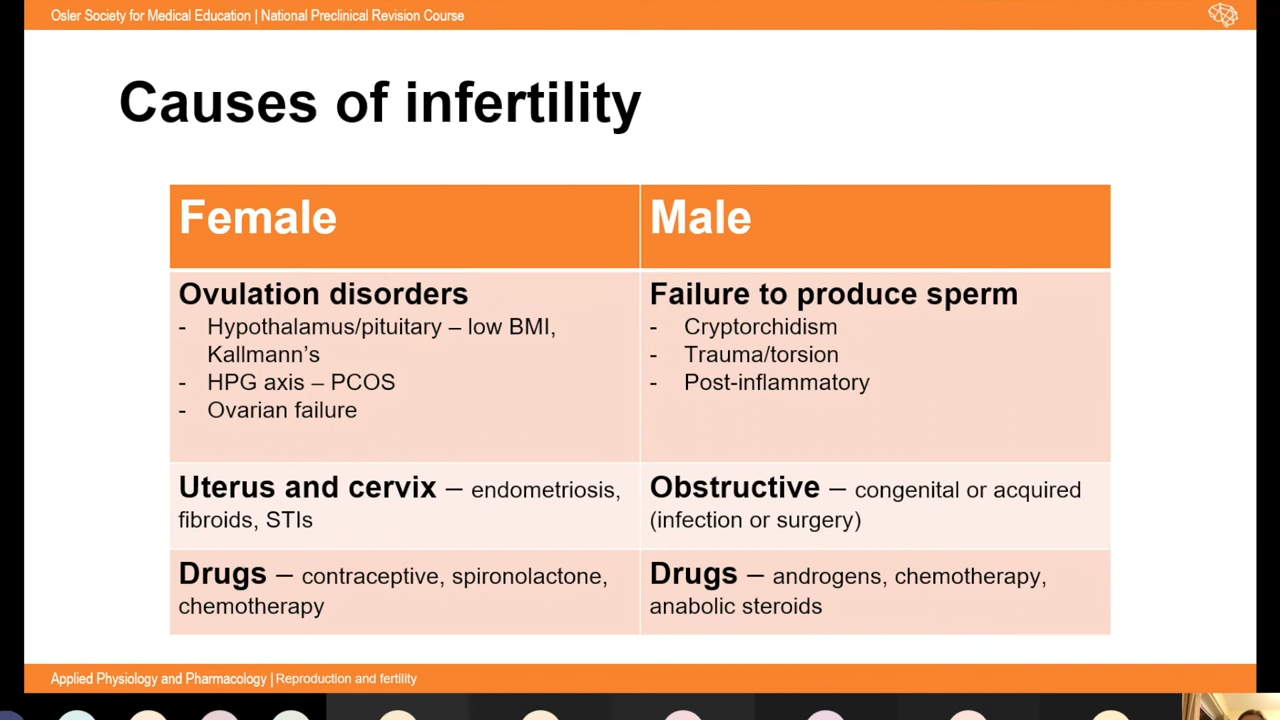 Osler Society for Medical Education | National Preclinical Revision Course
Causes of infertility
Female
Male
Ovulation disorders
- Hypothalamus/pituitary – low BMI,
Kallmann's
- HPG axis – PCOS
- Ovarian failure
Failure to produce sperm
- Cryptorchidism
- Trauma/torsion
- Post-inflammatory
Uterus and cervix – endometriosis,
fibroids, STIs
Obstructive – congenital or acquired
(infection or surgery)
Drugs – contraceptive, spironolactone,
chemotherapy
Drugs – androgens, chemotherapy,
anabolic steroids
Applied Physiology and Pharmacology | Reproduction and fertility